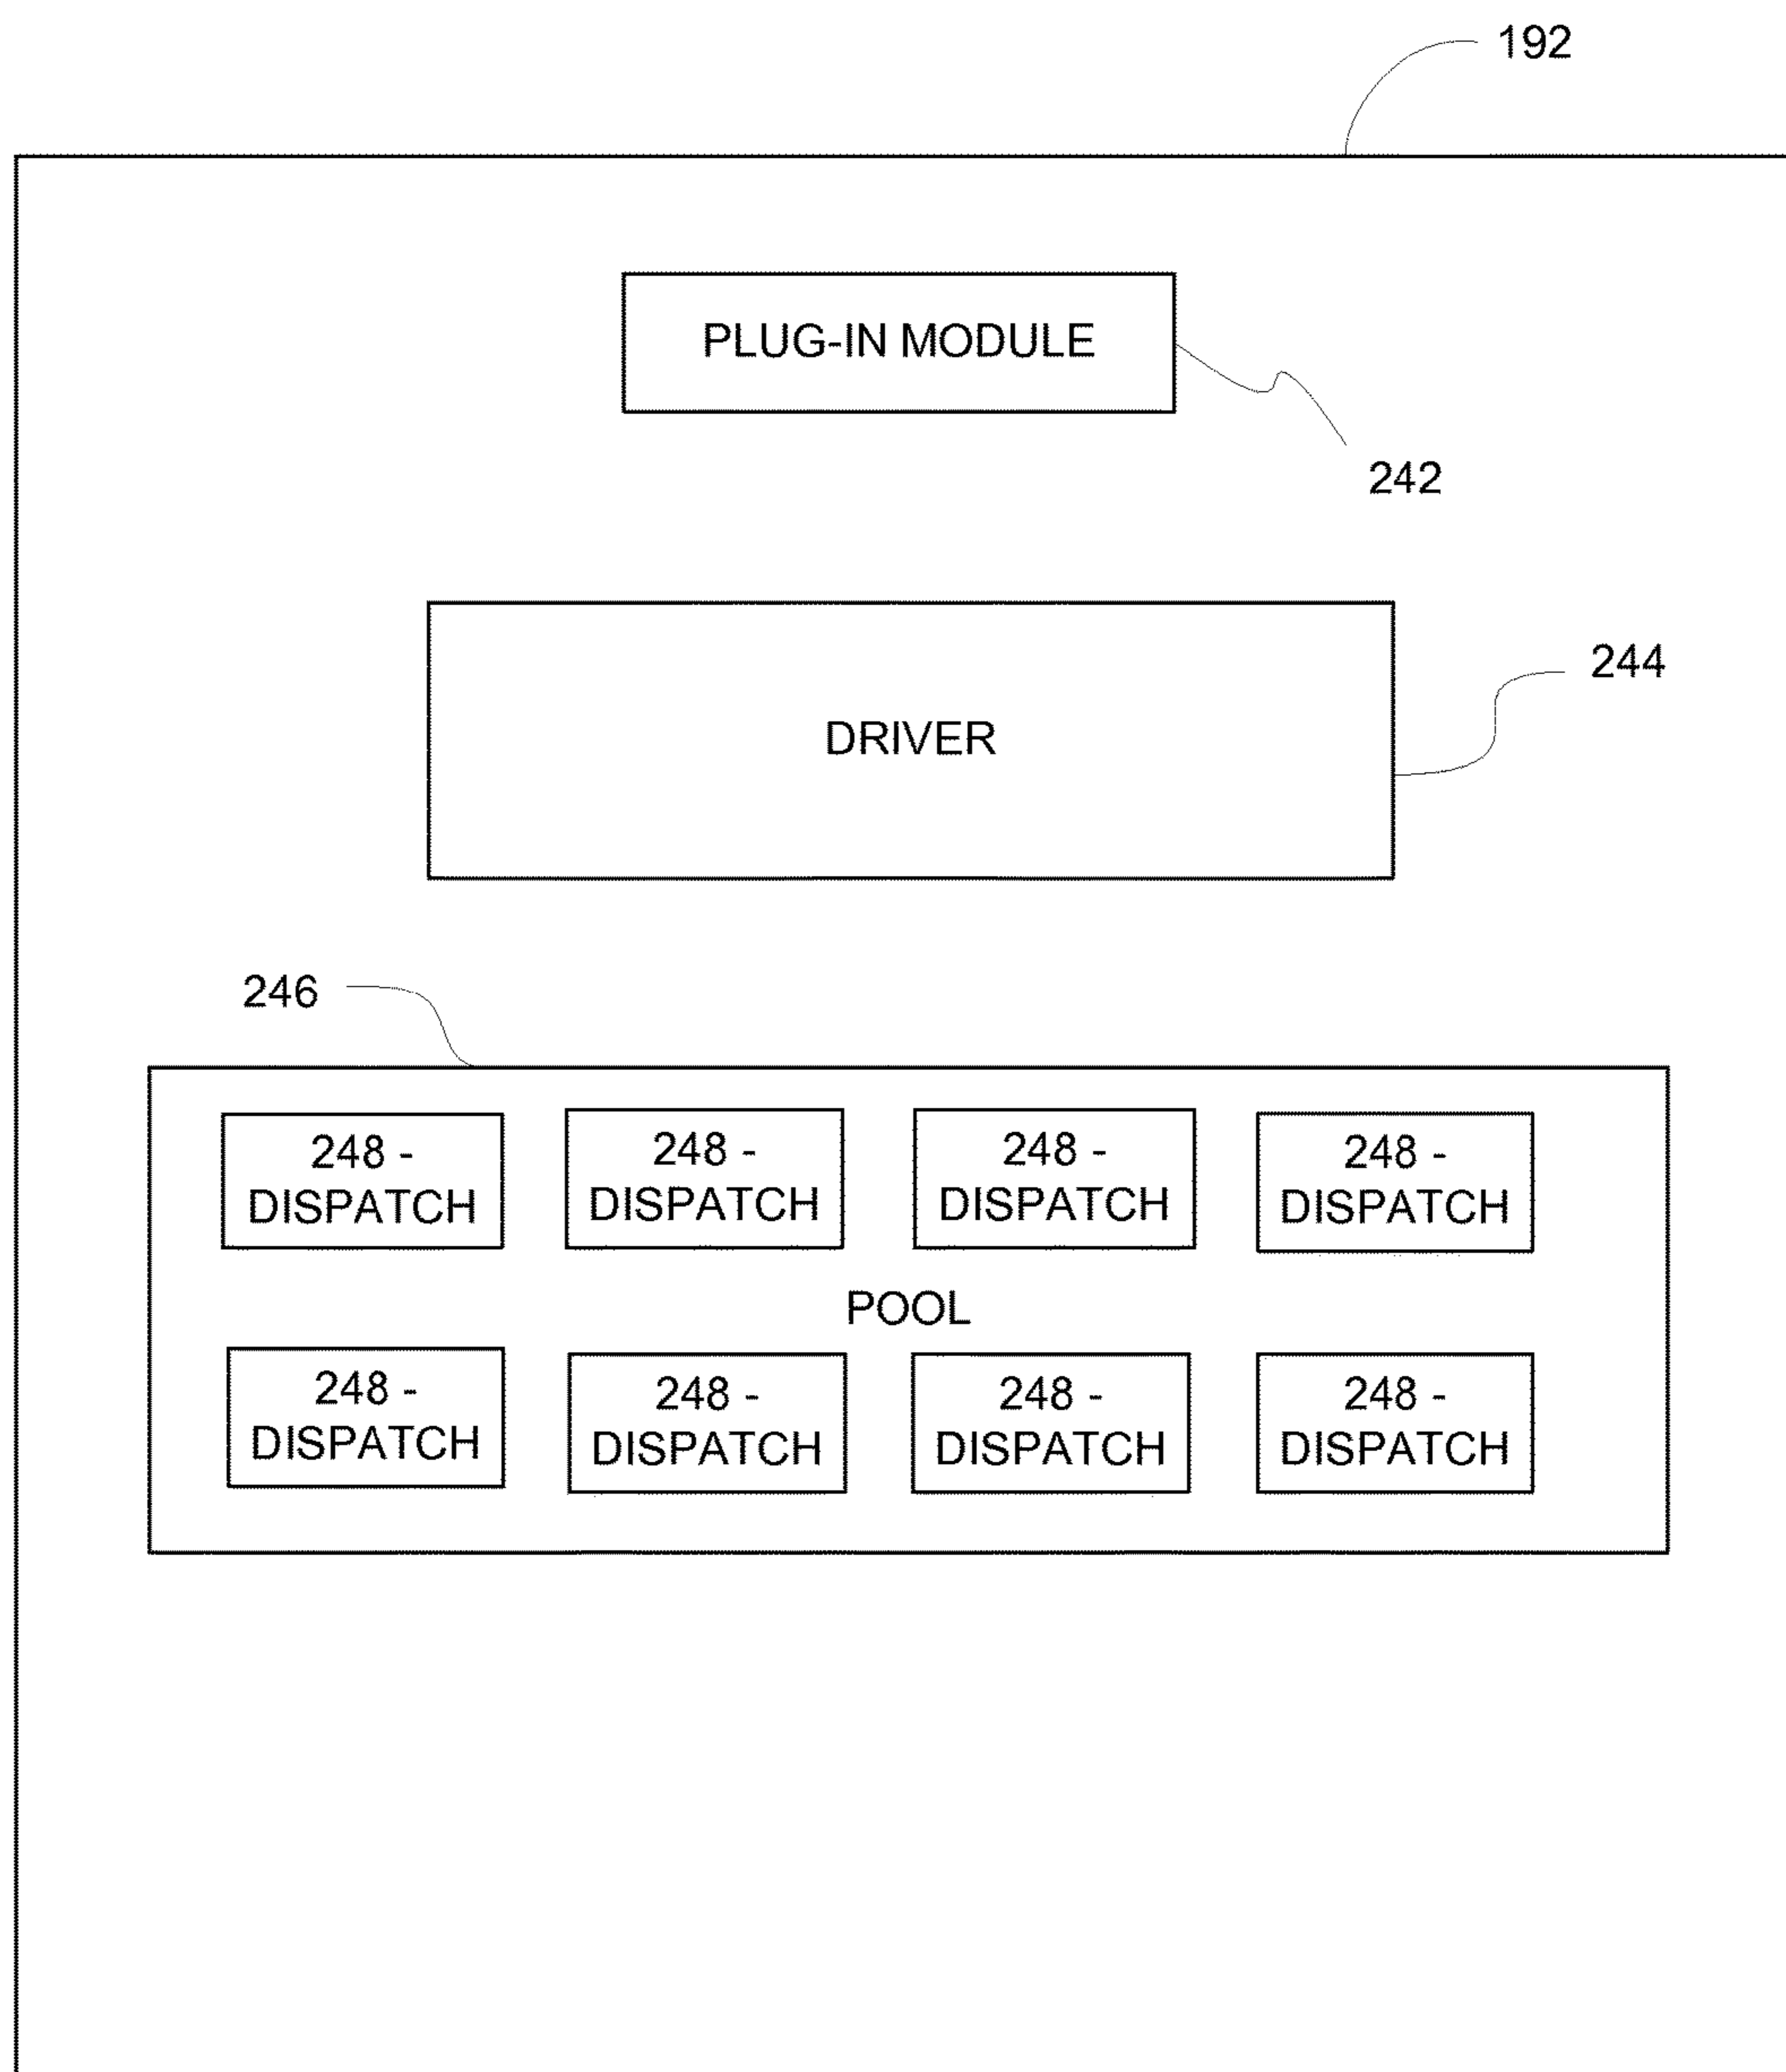 192
PLUG-IN MODULE
242
244
DRIVER
246
248 -
DISPATCH
248 -
DISPATCH
248 -
DISPATCH
248 -
DISPATCH
POOL
248 -
DISPATCH
248 -
DISPATCH
248 -
DISPATCH
248 -
DISPATCH